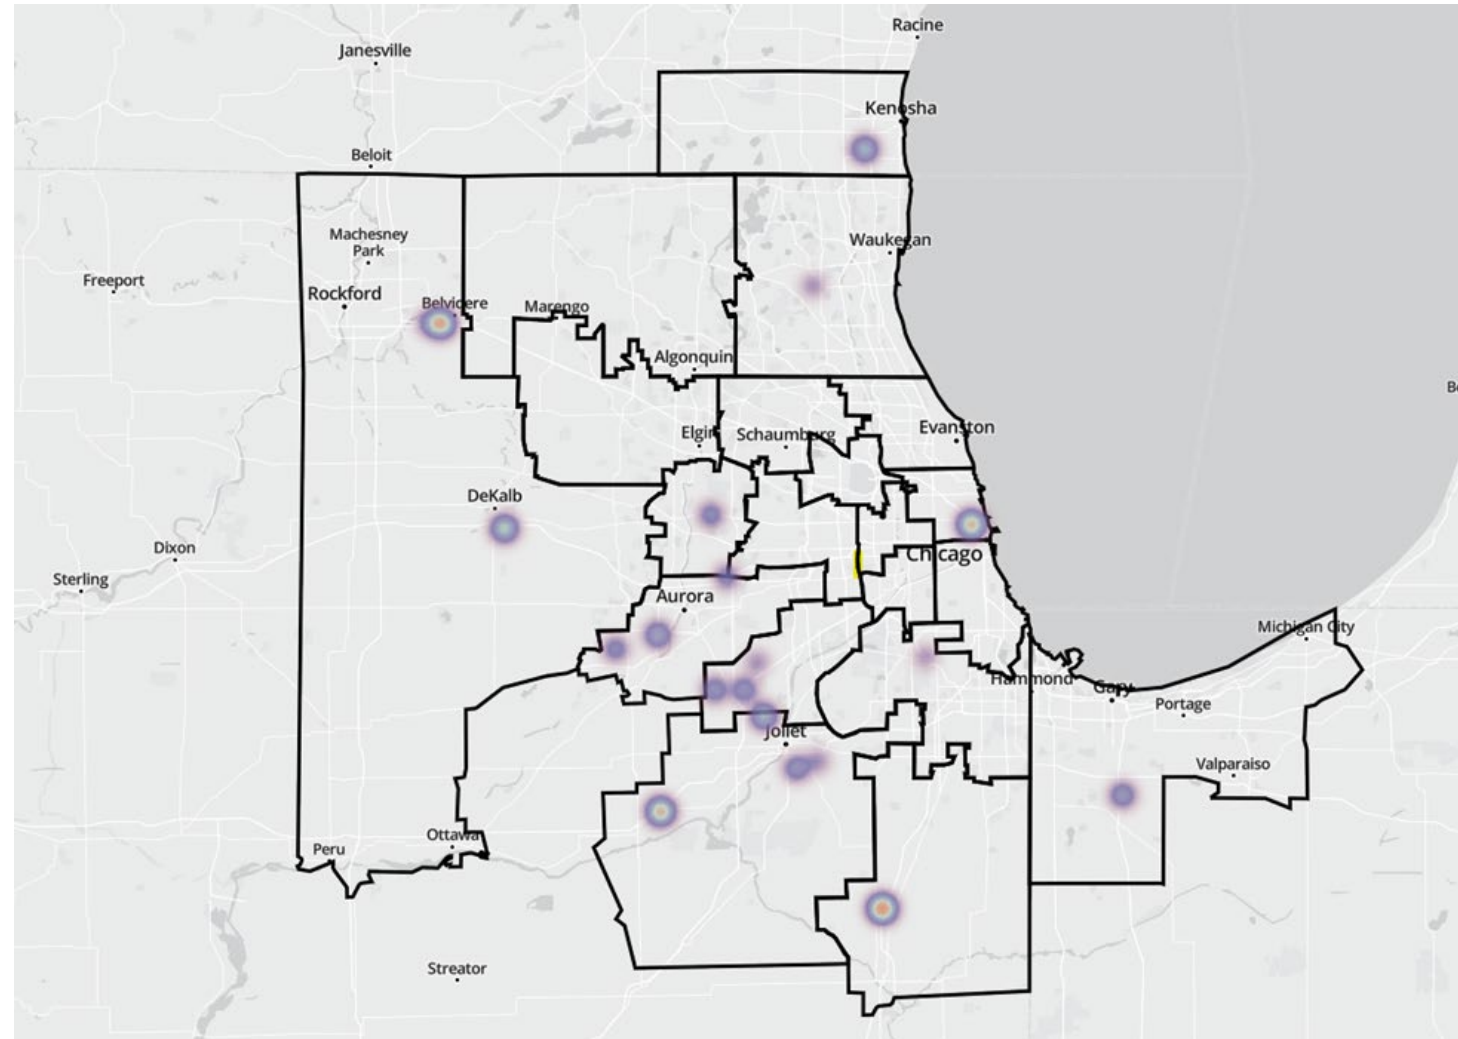 Racine
Janesville
Kenosha
Beloit
Machesney
Park
Waukegan
Freeport
Rockford
Belvidere
Marengo
Algonquin
Evanston
Elgin
Schaumburg
DeKalb
Dixon
Chicago
Sterling
Aurora
Michigan City
Hammond
Gary
Portage
Joliet
Valparaiso
Ottawa
Peru
Streator